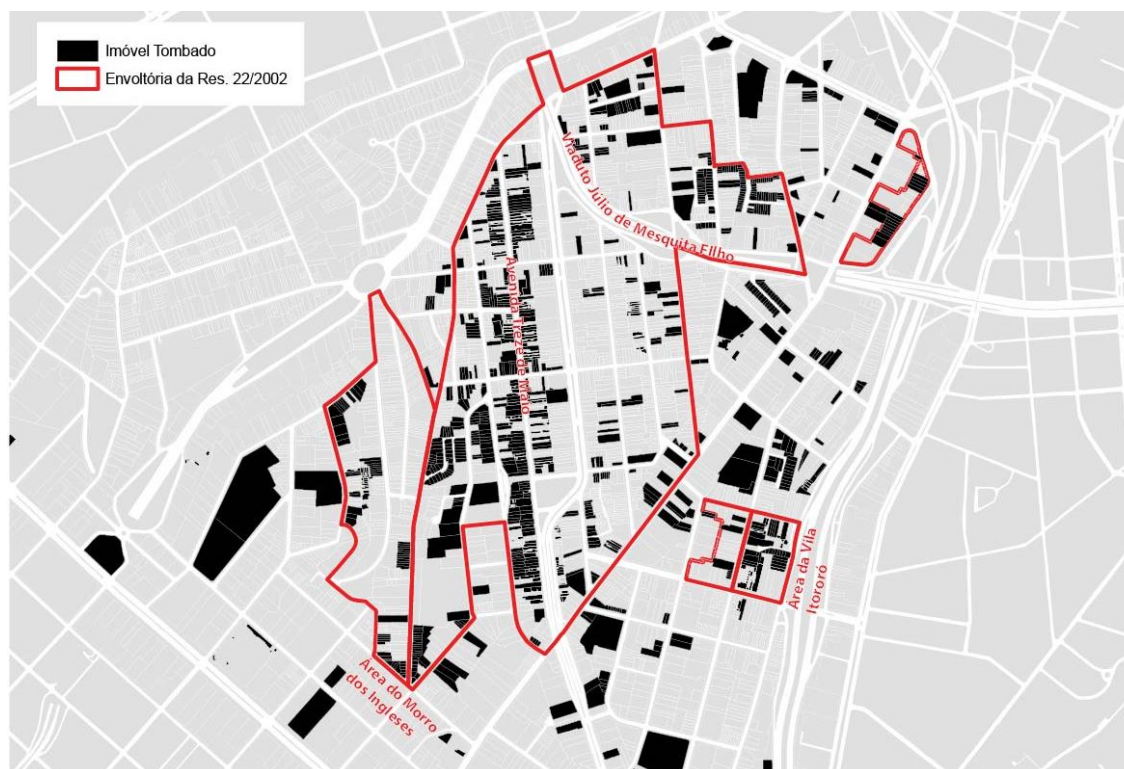 Imóvel Tombado
Envoltória da Res. 22/2002
Viaduto Júlio de Mesquita FIlho
Avenida Treze de Maio
Área da Vila
Itororó
Área do Morro
dos Ingleses